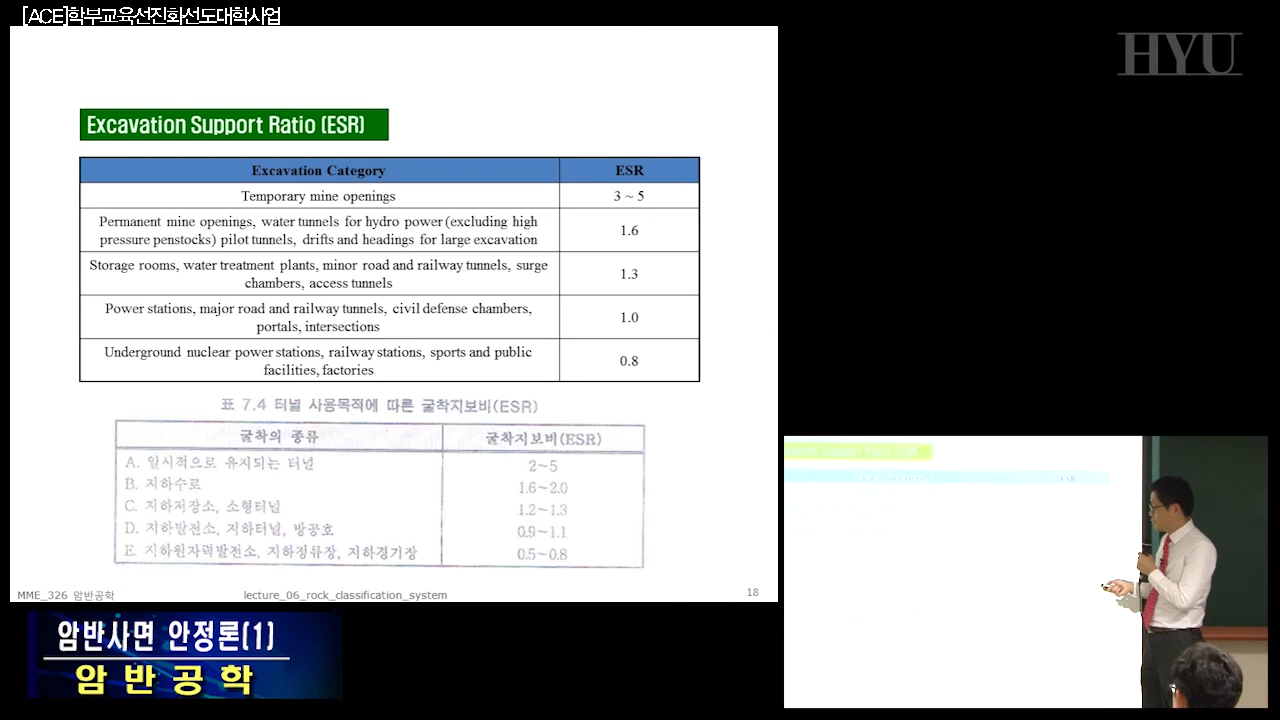 [ACE]학부교육선진화선도대학사업
HYU
Excavation Support Ratio (ESR)
Excavation Category ESR
Temporary mine openings 3 ~ 5
Permanent mine openings, water tunnels for hydro power (excluding high
pressure penstocks) pilot tunnels, drifts and headings for large excavation
1.6
Storage rooms, water treatment plants, minor road and railway tunnels, surge
chambers, access tunnels
1.3
Power stations, major road and railway tunnels, civil defense chambers,
portals, intersections
1.0
Underground nuclear power stations, railway stations, sports and public
facilities, factories
0.8
표 7.4 터널 사용목적에 따른 굴착지보비(ESR)
굴착의 종류 굴착지보비(ESR)
A. 일시적으로 유지되는 터널 2~5
B. 지하수로 1.6~2.0
C. 지하저장소, 소형터널 1.2~1.3
D. 지하발전소, 지하터널, 방공호 0.9~1.1
E. 지하원자력발전소, 지하정류장, 지하경기장 0.5~0.8
MME_326 암반공학 lecture_06_rock_classification_system 18
암반사면 안정론(1)
암반공학
ESR